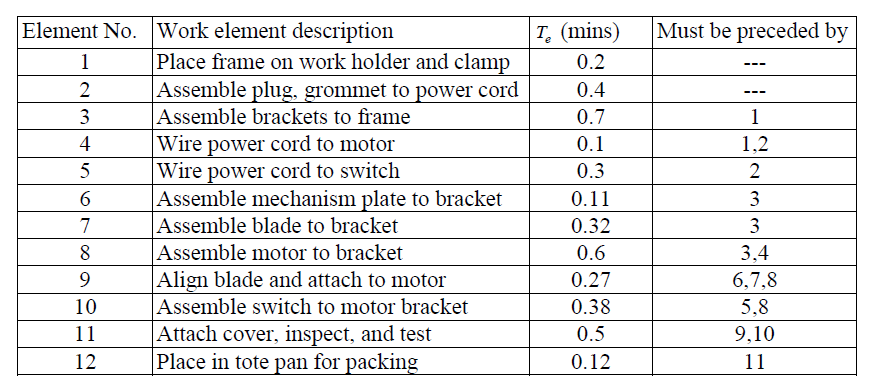 Element No. Work element description Te (mins) Must be preceded by
1 Place frame on work holder and clamp 0.2 ---
2 Assemble plug, grommet to power cord 0.4 ---
3 Assemble brackets to frame 0.7 1
4 Wire power cord to motor 0.1 1,2
5 Wire power cord to switch 0.3 2
6 Assemble mechanism plate to bracket 0.11 3
7 Assemble blade to bracket 0.32 3
8 Assemble motor to bracket 0.6 3,4
9 Align blade and attach to motor 0.27 6,7,8
10 Assemble switch to motor bracket 0.38 5,8
11 Attach cover, inspect, and test 0.5 9,10
12 Place in tote pan for packing 0.12 11